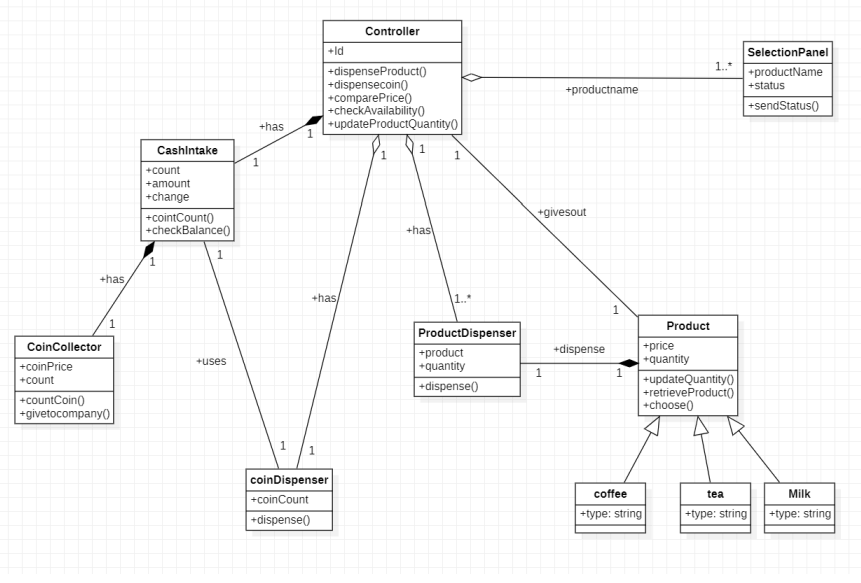 Controller
+Id
+dispenseProduct()
+dispensecoin()
+comparePrice()
+checkAvailability()
+updateProductQuantity()
SelectionPanel
+productName
+status
+sendStatus()
1..*
+productname
+has
1
1
CashIntake
+count
+amount
+change
+cointCount()
+checkBalance()
1
1
1
+givesout
+has
1
1
+has
1
+has
1..*
1
CoinCollector
+coinPrice
+count
+countCoin()
+givetocompany()
+uses
1
1
ProductDispenser
+product
+quantity
+dispense()
+dispense
1
1
Product
+price
+quantity
+updateQuantity()
+retrieveProduct()
+choose()
coinDispenser
+coinCount
+dispense()
coffee
+type: string
tea
+type: string
Milk
+type: string